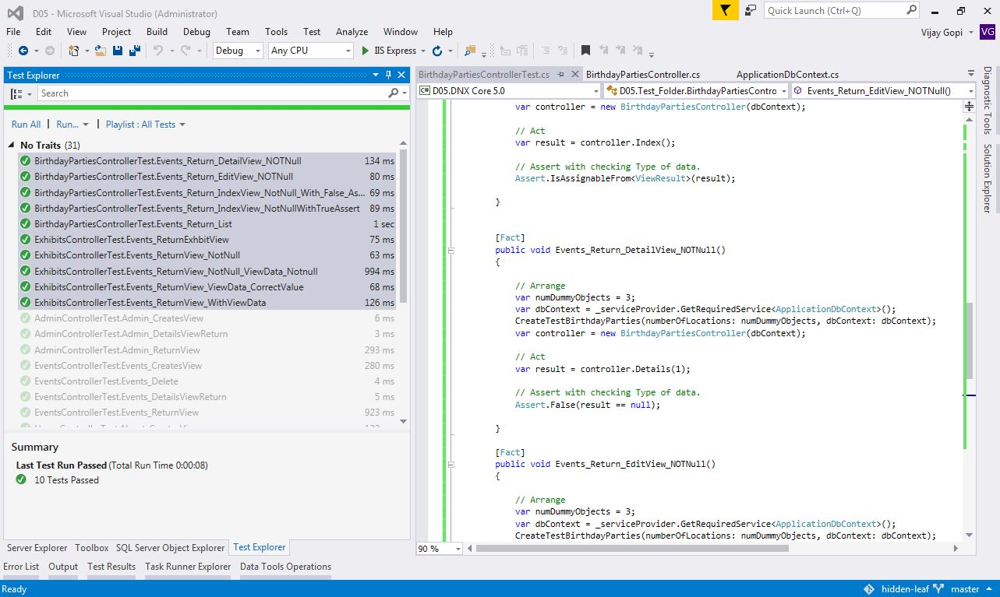 D05 - Microsoft Visual Studio (Administrator)
Quick Launch (Ctrl+Q)
File Edit View Project Build Debug Team Tools Test Analyze Window Help
Vijay Gopi VG
Debug Any CPU IIS Express
Test Explorer
Search
Run All | Run... | Playlist : All Tests
No Traits (31)
BirthdayPartiesControllerTest.Events_Return_DetailView_NOTNull 134 ms
BirthdayPartiesControllerTest.Events_Return_EditView_NOTNull 80 ms
BirthdayPartiesControllerTest.Events_Return_IndexView_NotNull_With_False_As... 69 ms
BirthdayPartiesControllerTest.Events_Return_IndexView_NotNullWithTrueAssert 89 ms
BirthdayPartiesControllerTest.Events_Return_List 1 sec
ExhibitsControllerTest.Events_ReturnExhbitView 75 ms
ExhibitsControllerTest.Events_ReturnView_NotNull 63 ms
ExhibitsControllerTest.Events_ReturnView_NotNull_ViewData_Notnull 994 ms
ExhibitsControllerTest.Events_ReturnView_ViewData_CorrectValue 68 ms
ExhibitsControllerTest.Events_ReturnView_WithViewData 126 ms
AdminControllerTest.Admin_CreatesView 6 ms
AdminControllerTest.Admin_DetailsViewReturn 3 ms
AdminControllerTest.Admin_ReturnView 293 ms
EventsControllerTest.Events_CreatesView 280 ms
EventsControllerTest.Events_Delete 4 ms
EventsControllerTest.Events_DetailsViewReturn 5 ms
EventsControllerTest.Events_ReturnView 923 ms
Summary
Last Test Run Passed (Total Run Time 0:00:08)
10 Tests Passed
Server Explorer Toolbox SQL Server Object Explorer Test Explorer
BirthdayPartiesControllerTest.cs BirthdayPartiesController.cs ApplicationDbContext.cs
C# D05.DNX Core 5.0 D05.Test_Folder.BirthdayPartiesContro Events_Return_EditView_NOTNull()
var controller = new BirthdayPartiesController(dbContext);
// Act
var result = controller.Index();
// Assert with checking Type of data.
Assert.IsAssignableFrom<ViewResult>(result);
}
[Fact]
public void Events_Return_DetailView_NOTNull()
{
// Arrange
var numDummyObjects = 3;
var dbContext = _serviceProvider.GetRequiredService<ApplicationDbContext>();
CreateTestBirthdayParties(numberOfLocations: numDummyObjects, dbContext: dbContext);
var controller = new BirthdayPartiesController(dbContext);
// Act
var result = controller.Details(1);
// Assert with checking Type of data.
Assert.False(result == null);
}
[Fact]
public void Events_Return_EditView_NOTNull()
{
// Arrange
var numDummyObjects = 3;
var dbContext = _serviceProvider.GetRequiredService<ApplicationDbContext>();
CreateTestBirthdayParties(numberOfLocations: numDummyObjects, dbContext: dbContext);
90 %
Diagnostic Tools
Solution Explorer
Error List Output Test Results Task Runner Explorer Data Tools Operations
Ready
hidden-leaf master